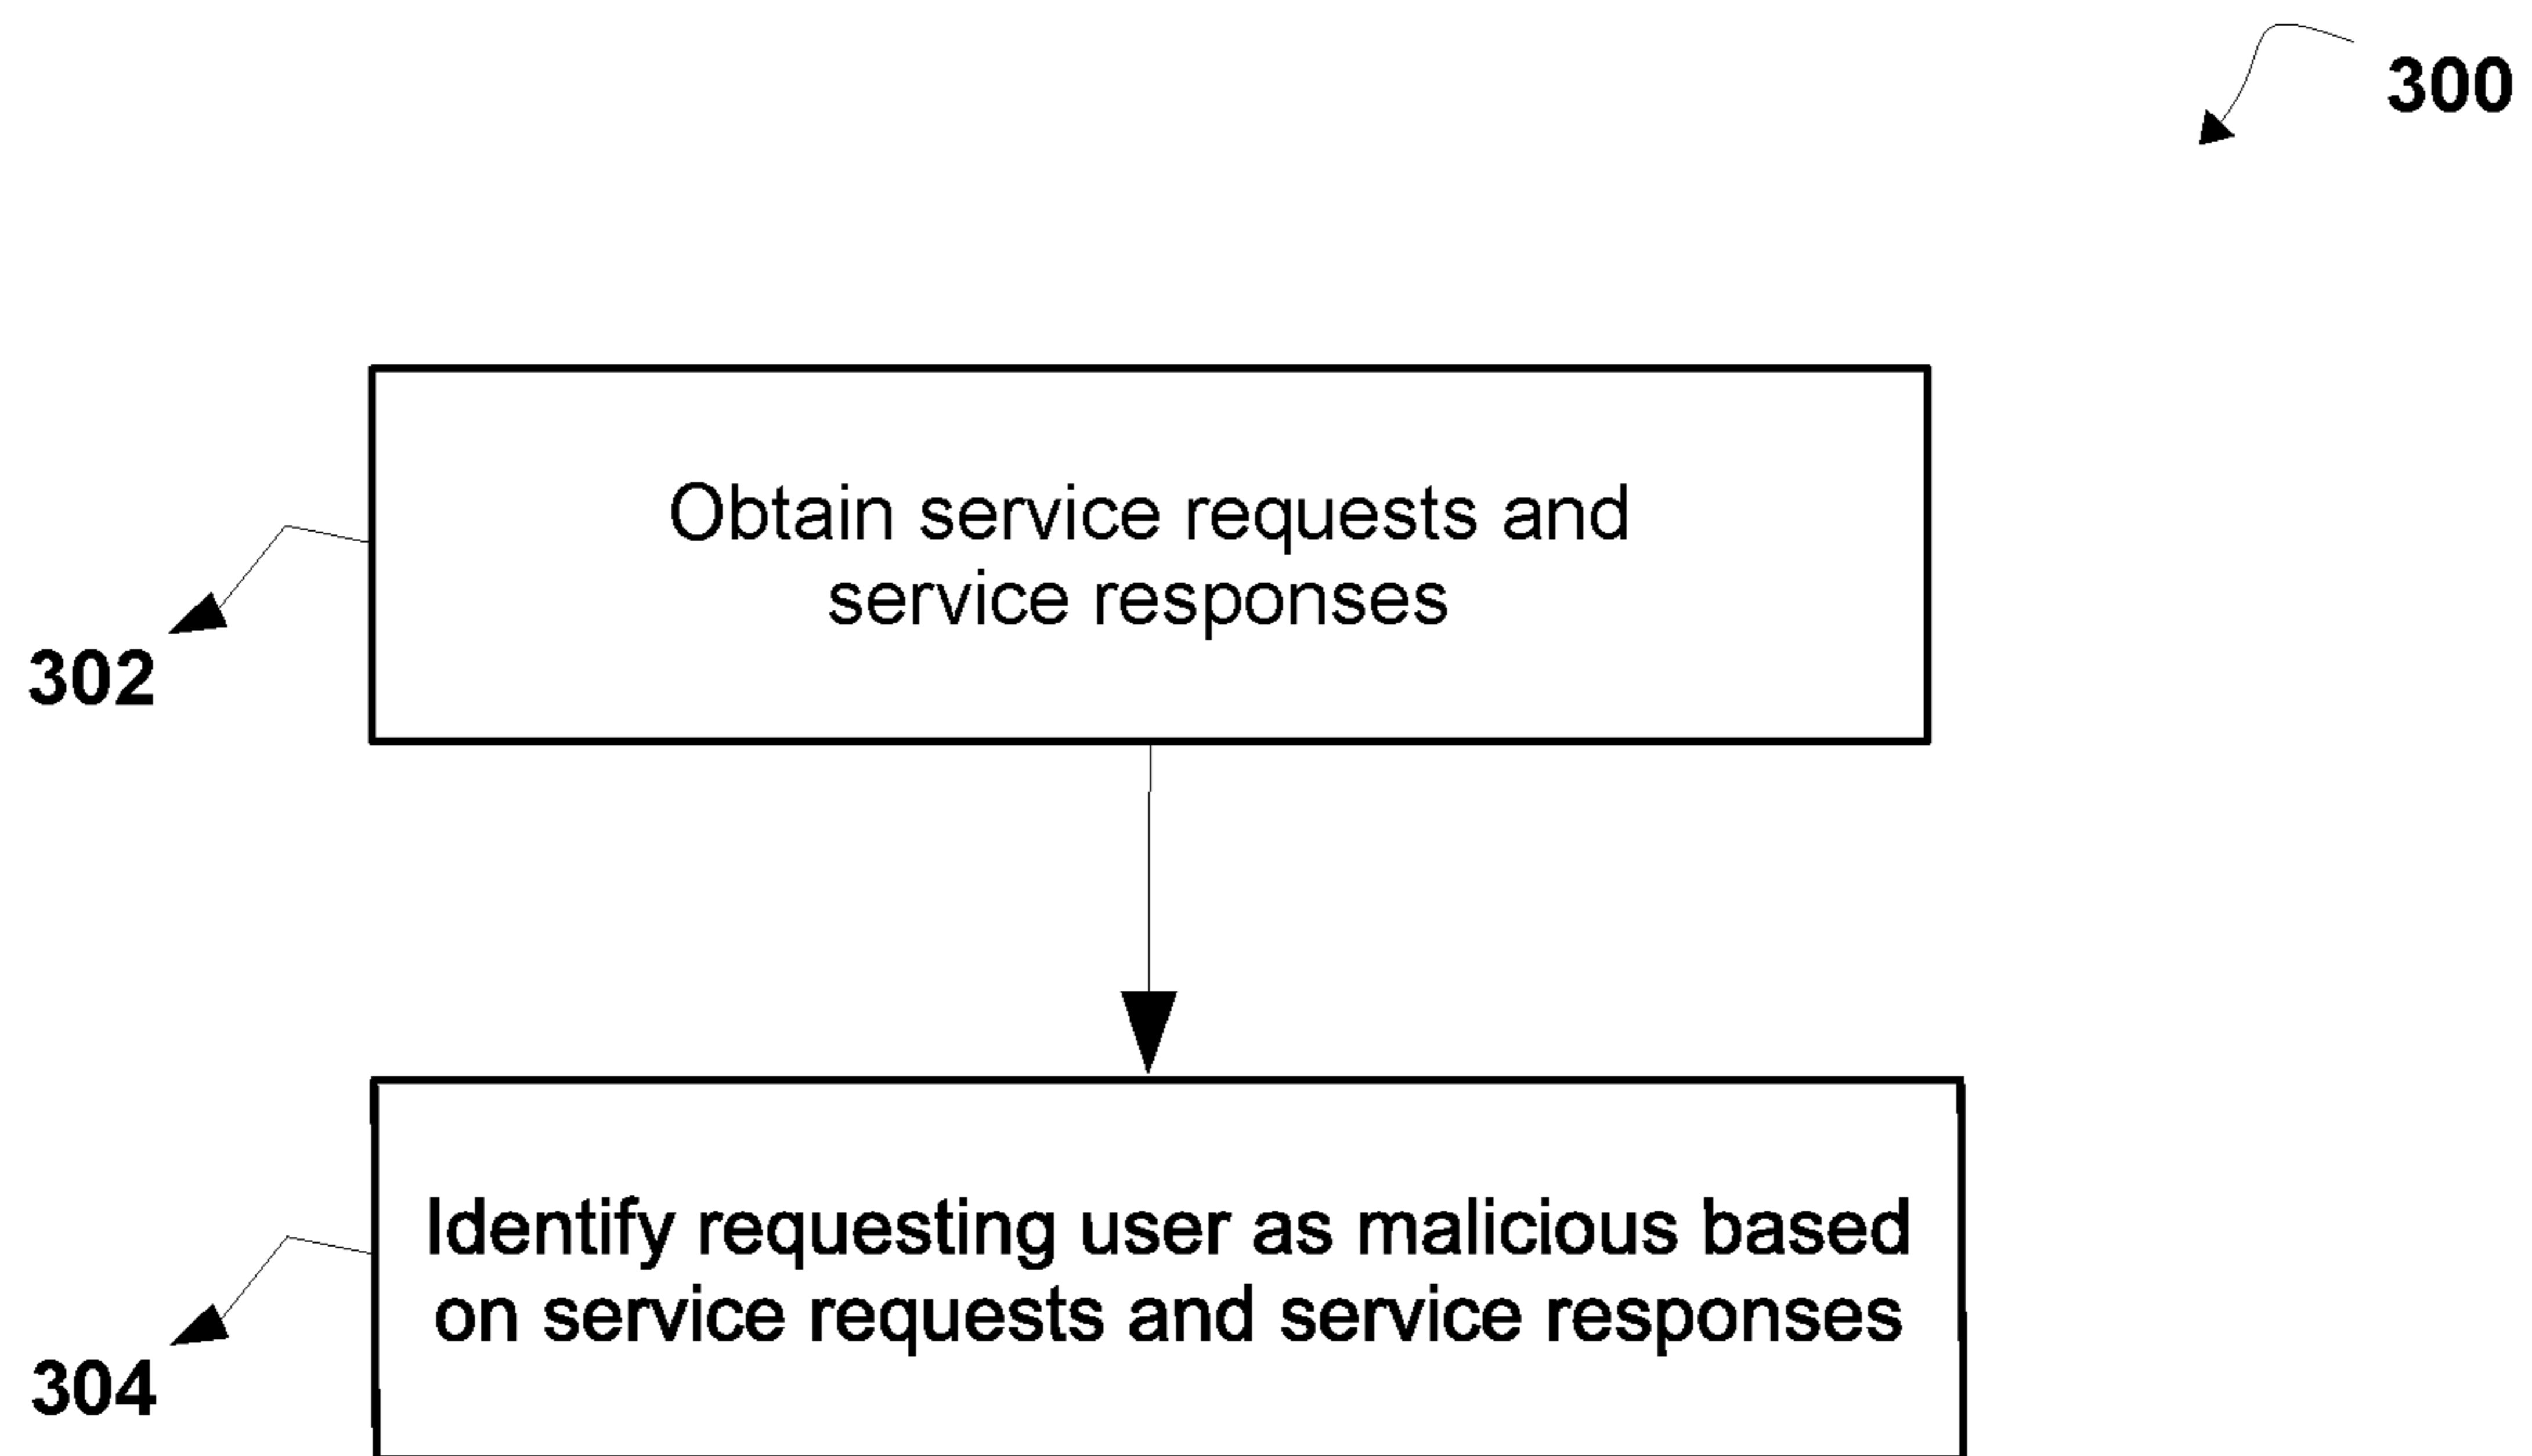 300
Obtain service requests and
service responses
302
Identify requesting user as malicious based
on service requests and service responses
304